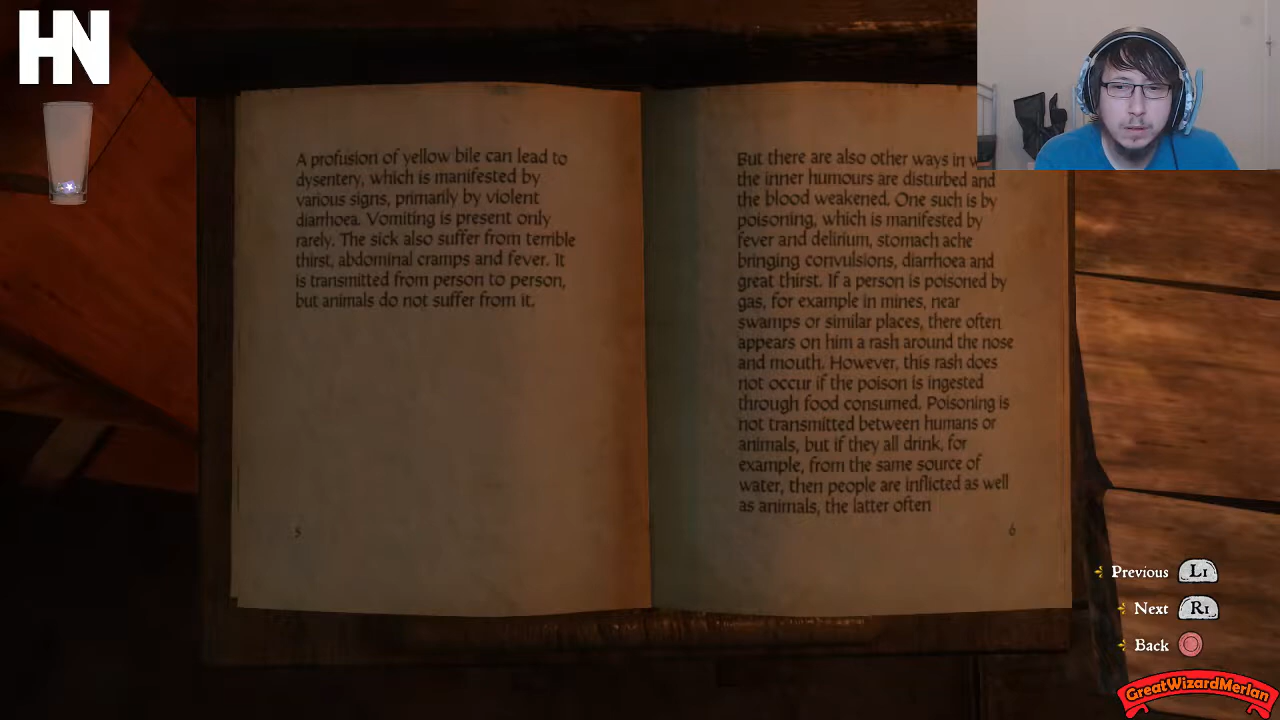 HN
A profusion of yellow bile can lead to
dysentery, which is manifested by
various signs, primarily by violent
diarrhoea. Vomiting is present only
rarely. The sick also suffer from terrible
thirst, abdominal cramps and fever. It
is transmitted from person to person,
but animals do not suffer from it.
5
But there are also other ways in
the inner humours are disturbed and
the blood weakened. One such is by
poisoning, which is manifested by
fever and delirium, stomach ache
bringing convulsions, diarrhoea and
great thirst. If a person is poisoned by
gas, for example in mines, near
swamps or similar places, there often
appears on him a rash around the nose
and mouth. However, this rash does
not occur if the poison is ingested
through food consumed. Poisoning is
not transmitted between humans or
animals, but if they all drink, for
example, from the same source of
water, then people are inflicted as well
as animals, the latter often
6
Previous L1
Next R1
Back
GreatWizardMerlan